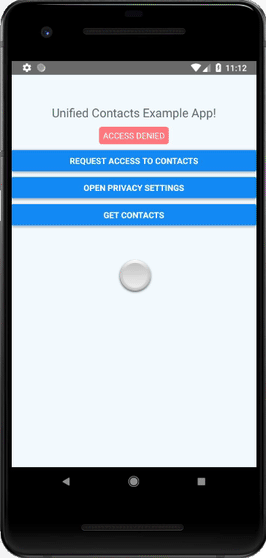 11:12
Unified Contacts Example App!
ACCESS DENIED
REQUEST ACCESS TO CONTACTS
OPEN PRIVACY SETTINGS
GET CONTACTS